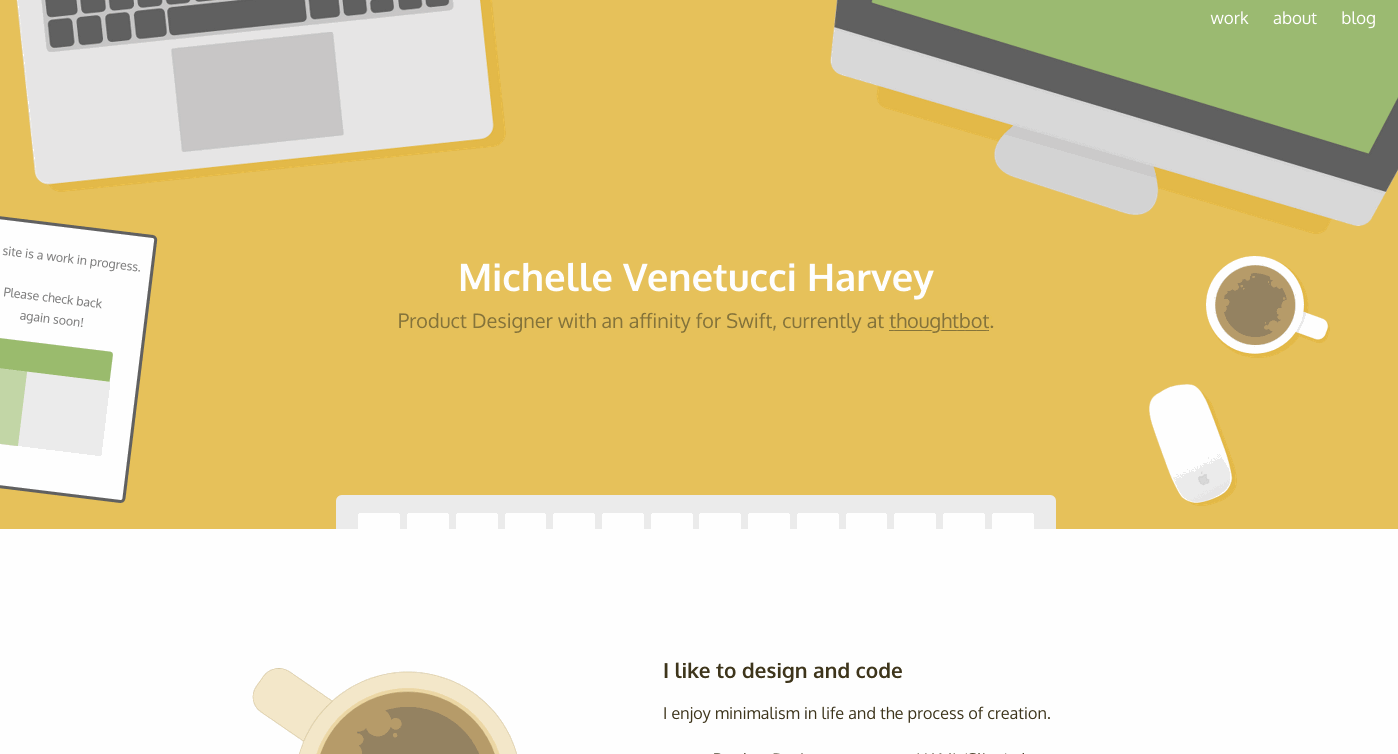 work about blog
site is a work in progress.
Please check back
again soon!
Michelle Venetucci Harvey
Product Designer with an affinity for Swift, currently at thoughtbot.
I like to design and code
I enjoy minimalism in life and the process of creation.